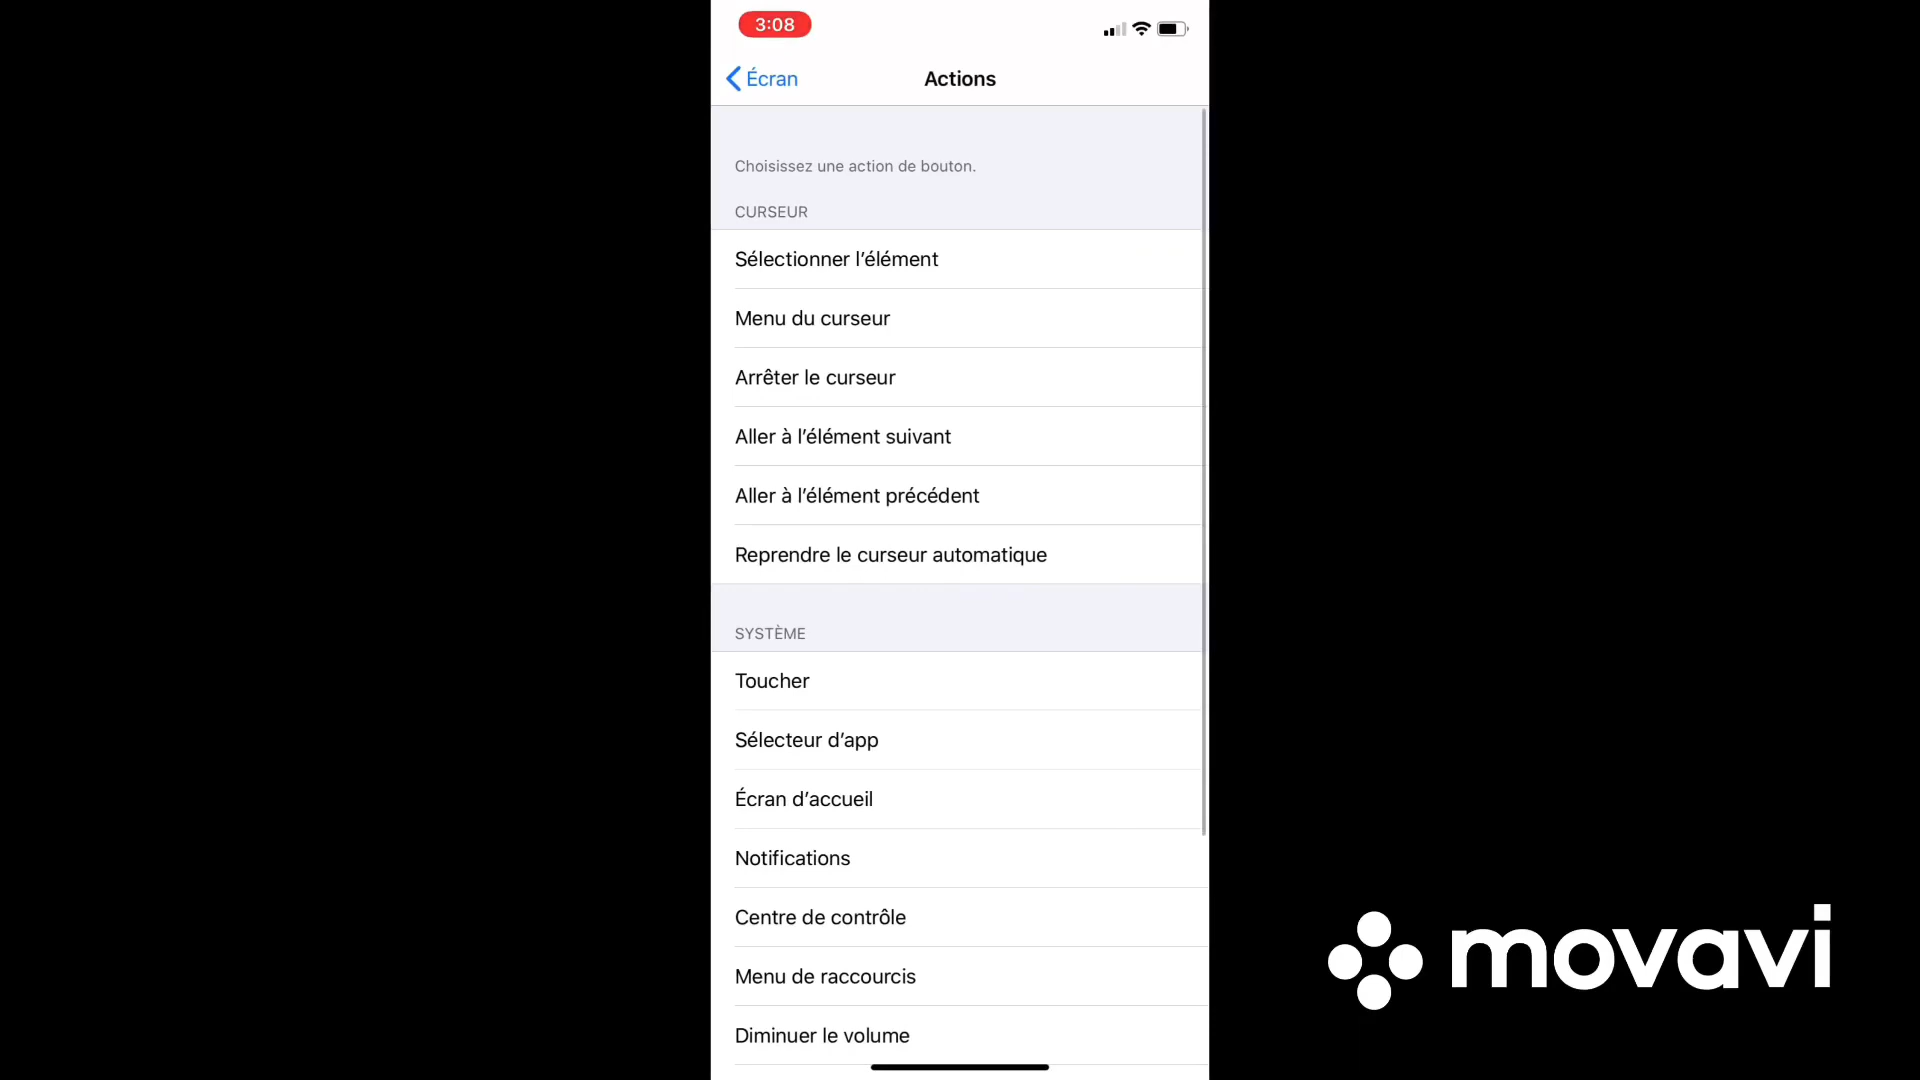 3:08
Écran
Actions
Choisissez une action de bouton.
CURSEUR
Sélectionner l’élément
Menu du curseur
Arrêter le curseur
Aller à l’élément suivant
Aller à l’élément précédent
Reprendre le curseur automatique
SYSTÈME
Toucher
Sélecteur d’app
Écran d’accueil
Notifications
Centre de contrôle
Menu de raccourcis
Diminuer le volume
movavi